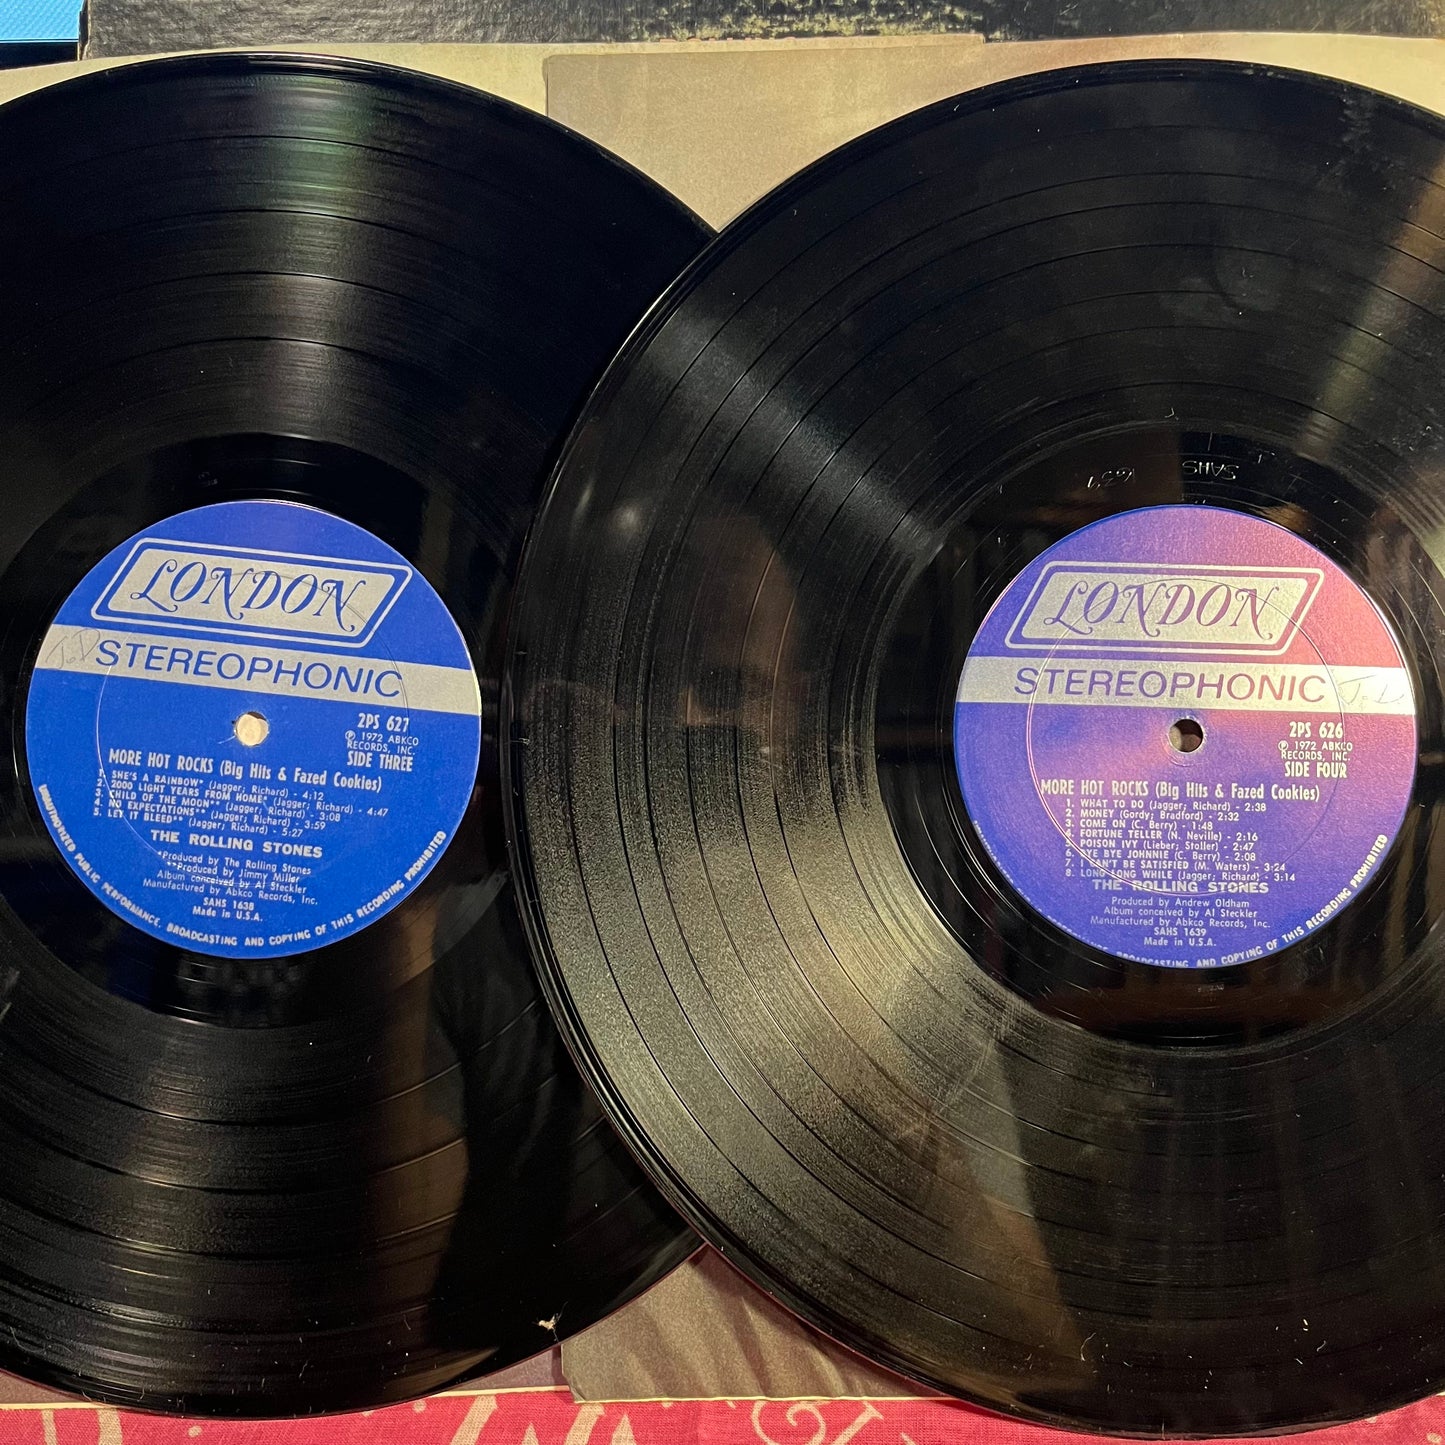 LONDON
J.D
STEREOPHONIC
2PS 627
Ⓟ 1972 ABKCO
RECORDS, INC.
SIDE THREE
MORE HOT ROCKS (Big Hits & Fazed Cookies)
1. SHE'S A RAINBOW* (Jagger; Richard) - 4:12
2. 2000 LIGHT YEARS FROM HOME* (Jagger; Richard) - 4:47
3. CHILD OF THE MOON** (Jagger; Richard) - 3:08
4. NO EXPECTATIONS** (Jagger; Richard) - 3:59
5. LET IT BLEED** (Jagger; Richard) - 5:27
THE ROLLING STONES
*Produced by The Rolling Stones
**Produced by Jimmy Miller
Album conceived by Al Steckler
Manufactured by Abkco Records, Inc.
SAHS 1638
Made in U.S.A.
UNAUTHORIZED PUBLIC PERFORMANCE, BROADCASTING AND COPYING OF THIS RECORDING PROHIBITED
SAHS 1639
LONDON
STEREOPHONIC
J.D.
2PS 626
Ⓟ 1972 ABKCO
RECORDS, INC.
SIDE FOUR
MORE HOT ROCKS (Big Hits & Fazed Cookies)
1. WHAT TO DO (Jagger; Richard) - 2:38
2. MONEY (Gordy; Bradford) - 2:32
3. COME ON (C. Berry) - 1:48
4. FORTUNE TELLER (N. Neville) - 2:16
5. POISON IVY (Lieber; Stoller) - 2:47
6. BYE BYE JOHNNIE (C. Berry) - 2:08
7. I CAN'T BE SATISFIED (M. Waters) - 3:24
8. LONG LONG WHILE (Jagger; Richard) - 3:14
THE ROLLING STONES
Produced by Andrew Oldham
Album conceived by Al Steckler
Manufactured by Abkco Records, Inc.
SAHS 1639
Made in U.S.A.
BROADCASTING AND COPYING OF THIS RECORDING PROHIBITED